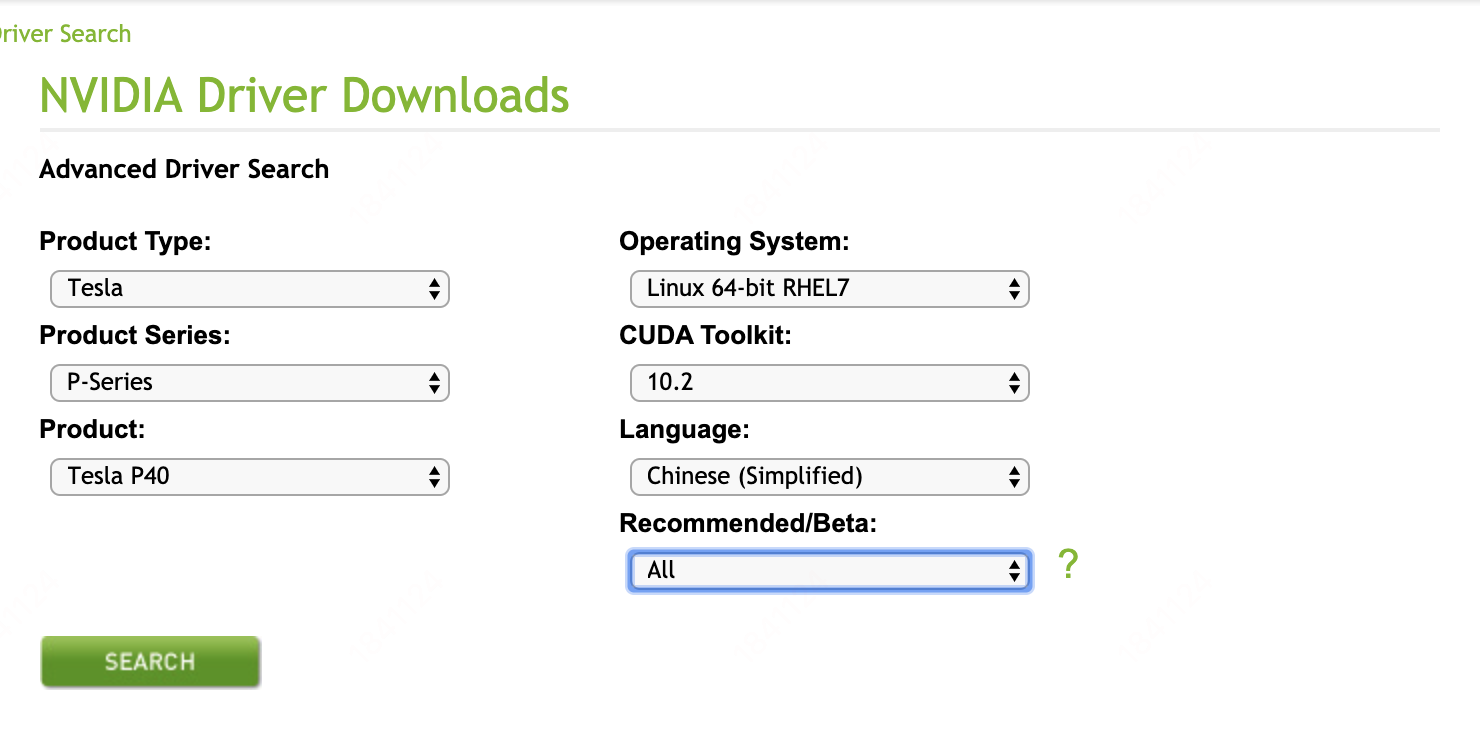 river Search
NVIDIA Driver Downloads
Advanced Driver Search
Product Type:
Tesla
Product Series:
P-Series
Product:
Tesla P40
Operating System:
Linux 64-bit RHEL7
CUDA Toolkit:
10.2
Language:
Chinese (Simplified)
Recommended/Beta:
All
?
SEARCH